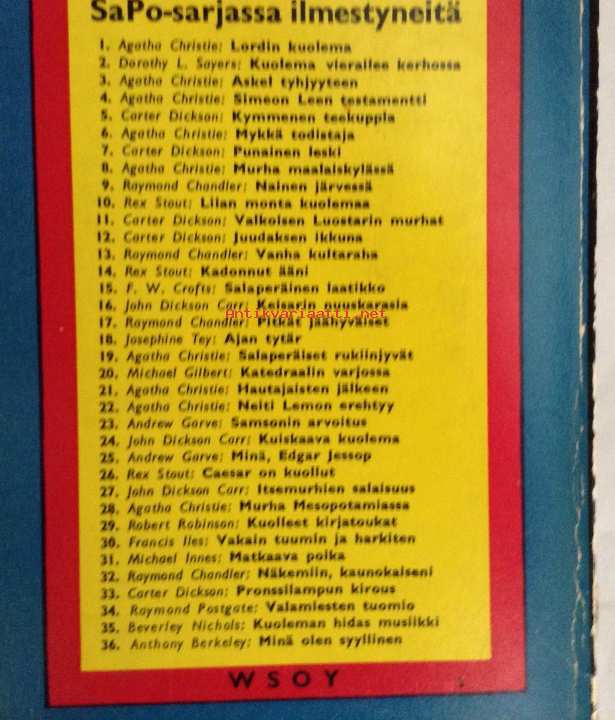 SaPo-sarjassa ilmestyneitä
1. Agatha Christie: Lordin kuolema
2. Dorothy L. Sayers: Kuolema vierailee kerhossa
3. Agatha Christie: Askel tyhjyyteen
4. Agatha Christie: Simeon Leen testamentti
5. Carter Dickson: Kymmenen teekuppia
6. Agatha Christie: Mykkä todistaja
7. Carter Dickson: Punainen leski
8. Agatha Christie: Murha maalaiskylässä
9. Raymond Chandler: Nainen järvessä
10. Rex Stout: Liian monta kuolemaa
11. Carter Dickson: Valkoisen Luostarin murhat
12. Carter Dickson: Juudaksen ikkuna
13. Raymond Chandler: Vanha kultaraha
14. Rex Stout: Kadonnut ääni
15. F. W. Crofts: Salaperäinen laatikko
16. John Dickson Carr: Keisarin nuuskarasia
Antikvariaatti.net
17. Raymond Chandler: Pitkät jäähyväiset
18. Josephine Tey: Ajan tytär
19. Agatha Christie: Salaperäiset rukiinjyvät
20. Michael Gilbert: Katedraalin varjossa
21. Agatha Christie: Hautajaisten jälkeen
22. Agatha Christie: Neiti Lemon erehtyy
23. Andrew Garve: Samsonin arvoitus
24. John Dickson Carr: Kuiskaava kuolema
25. Andrew Garve: Minä, Edgar Jessop
26. Rex Stout: Caesar on kuollut
27. John Dickson Carr: Itsemurhien salaisuus
28. Agatha Christie: Murha Mesopotamiassa
29. Robert Robinson: Kuolleet kirjatoukat
30. Francis Iles: Vakain tuumin ja harkiten
31. Michael Innes: Matkaava poika
32. Raymond Chandler: Näkemiin, kaunokaiseni
33. Carter Dickson: Pronssilampun kirous
34. Raymond Postgate: Valamiesten tuomio
35. Beverley Nichols: Kuoleman hidas musiikki
36. Anthony Berkeley: Minä olen syyllinen
WSOY